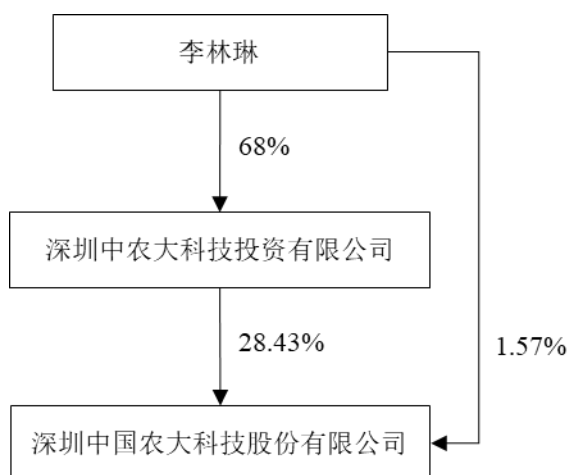 李林琳
68%
深圳中农大科技投资有限公司
28.43%
1.57%
深圳中国农大科技股份有限公司